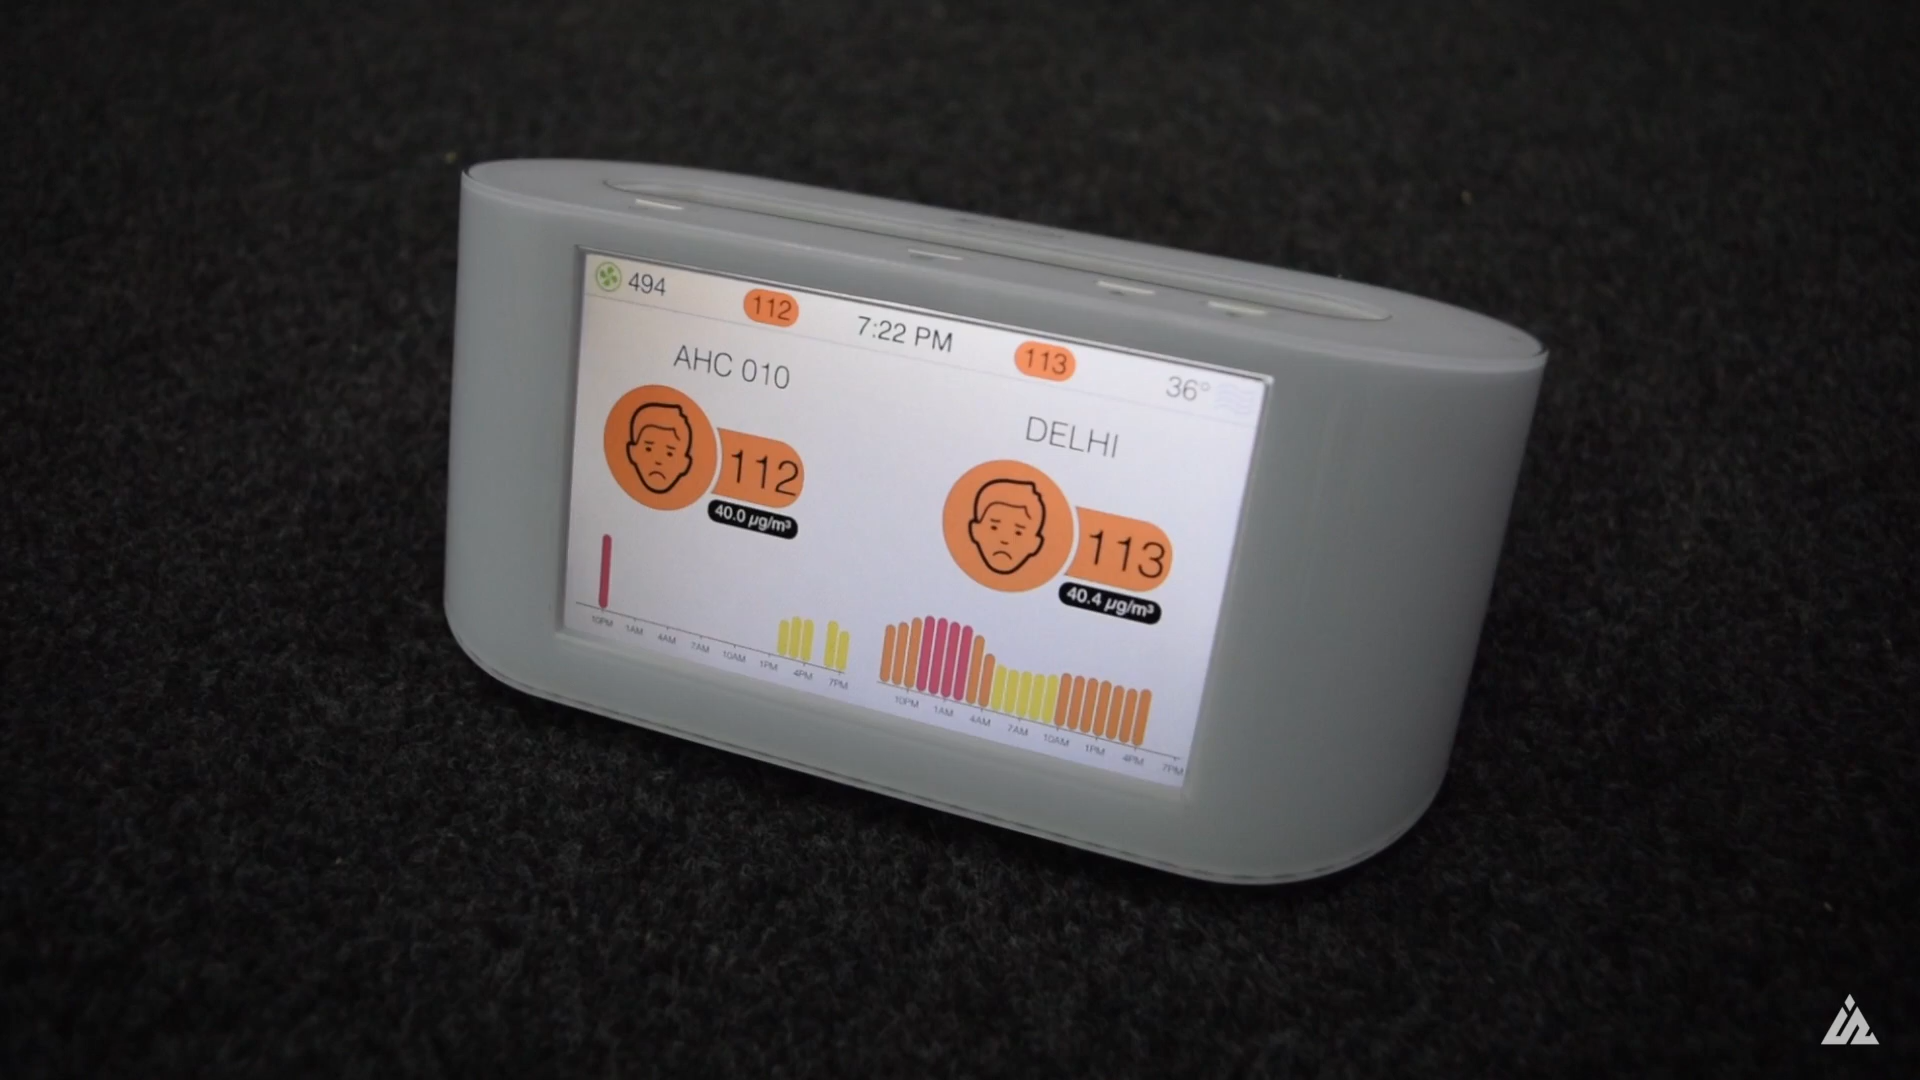 494
112
7:22 PM
113
36°
AHC 010
112
40.0 µg/m³
DELHI
113
40.4 µg/m³
10PM 1AM 4AM 7AM 10AM 1PM 4PM 7PM
10PM 1AM 4AM 7AM 10AM 1PM 4PM 7PM